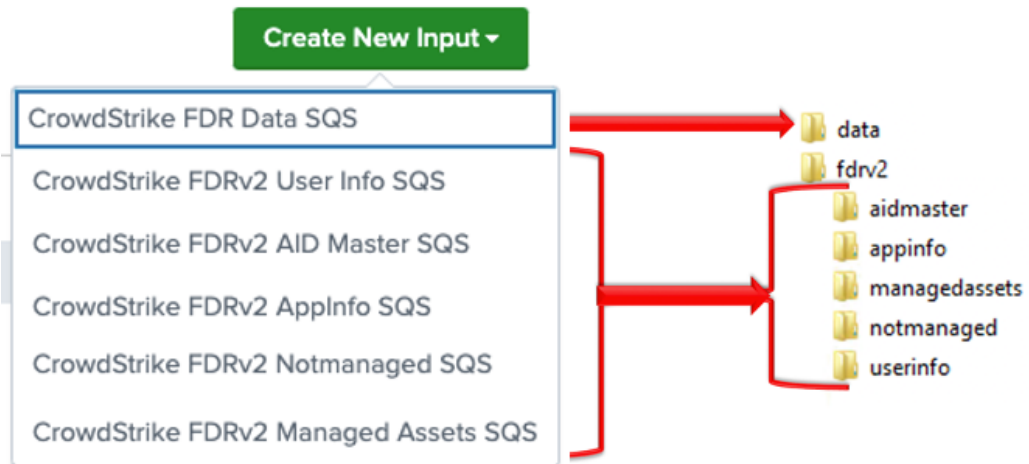 Create New Input
CrowdStrike FDR Data SQS
CrowdStrike FDRv2 User Info SQS
CrowdStrike FDRv2 AID Master SQS
CrowdStrike FDRv2 AppInfo SQS
CrowdStrike FDRv2 Notmanaged SQS
CrowdStrike FDRv2 Managed Assets SQS
data
fdrv2
aidmaster
appinfo
managedassets
notmanaged
userinfo